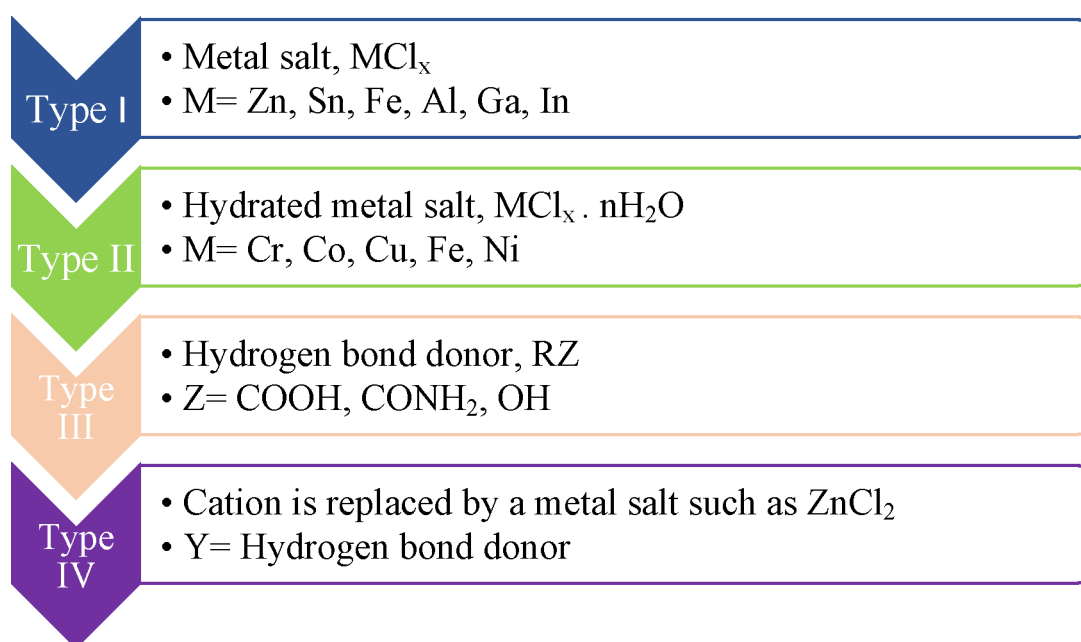 Type I
• Metal salt, MClₓ
• M= Zn, Sn, Fe, Al, Ga, In
Type II
• Hydrated metal salt, MClₓ . nH₂O
• M= Cr, Co, Cu, Fe, Ni
Type
III
• Hydrogen bond donor, RZ
• Z= COOH, CONH₂, OH
Type
IV
• Cation is replaced by a metal salt such as ZnCl₂
• Y= Hydrogen bond donor